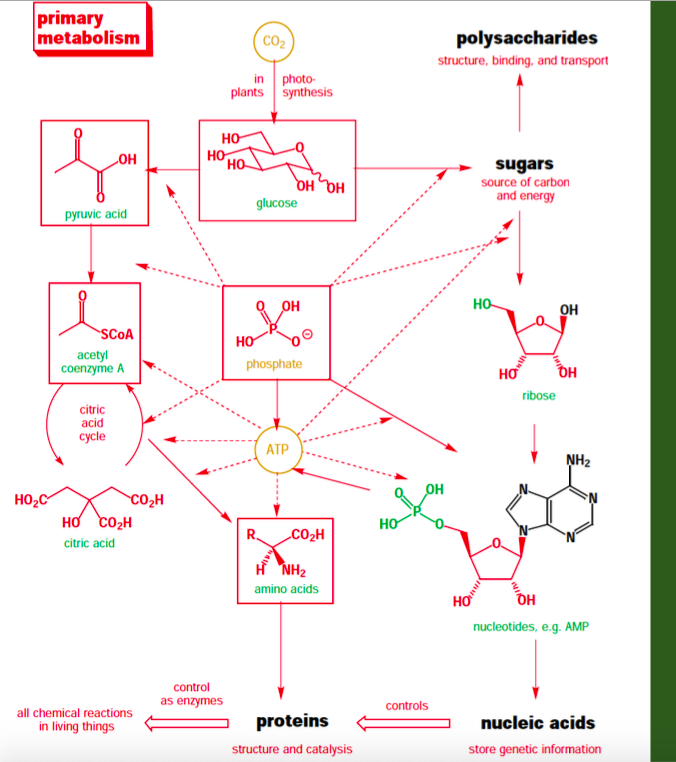 primary
metabolism
CO2
in photo-
plants synthesis
polysaccharides
structure, binding, and transport
O
OH
O
pyruvic acid
HO
O
HO
HO
OH
OH
glucose
sugars
source of carbon
and energy
O
SCoA
acetyl
coenzyme A
O OH
P
HO O⊖
phosphate
HO
O
OH
HO
OH
ribose
citric
acid
cycle
ATP
HO2C
CO2H
HO CO2H
citric acid
R CO2H
H NH2
amino acids
O OH
P
HO O
NH2
N
N
N
N
O
HO
OH
nucleotides, e.g. AMP
control
as enzymes
all chemical reactions
in living things
proteins
structure and catalysis
controls
nucleic acids
store genetic information